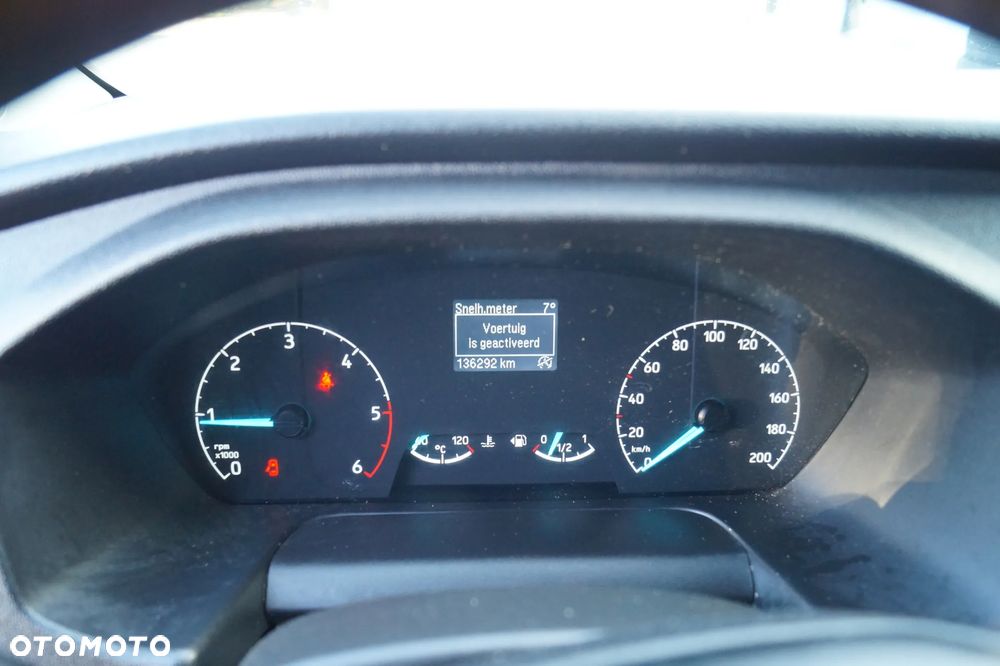 Snelh.meter 7°
Voertuig
is geactiveerd
136292 km
0 1 2 3 4 5 6
rpm
x1000
120
°C
0 1/2 1
0 20 40 60 80 100 120 140 160 180 200
km/h
OTOMOTO